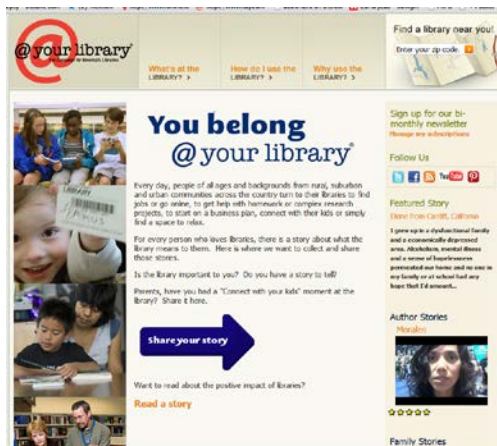 @ your library®
What's at the
LIBRARY? >
How do I use the
LIBRARY? >
Why use the
LIBRARY? >
Find a library near you!
Enter your zip code.
Sign up for our bi-
monthly newsletter
Manage my subscriptions
You belong
@ your library®
Follow Us
You Tube
Every day, people of all ages and backgrounds from rural, suburban
and urban communities across the country turn to their libraries to find
jobs or go online, to get help with homework or complex research
projects, to start on a business plan, connect with their kids or simply
find a space to relax.
For every person who loves libraries, there is a story about what the
library means to them. Here is where we want to collect and share
those stories.
Is the library important to you? Do you have a story to tell?
Parents, have you had a "Connect with your kids" moment at the
library? Share it here.
Share your story
Want to read about the postive impact of libraries?
Read a story
Featured Story
Elone from Cardiff, California
I grew up in a dysfunctional family
and a economically depressed
area. Alcoholism, mental illness
and a sense of hopelessness
permeated our home and no one in
my family or at school had any
hope that I'd amount...
Author Stories
Morales
Family Stories